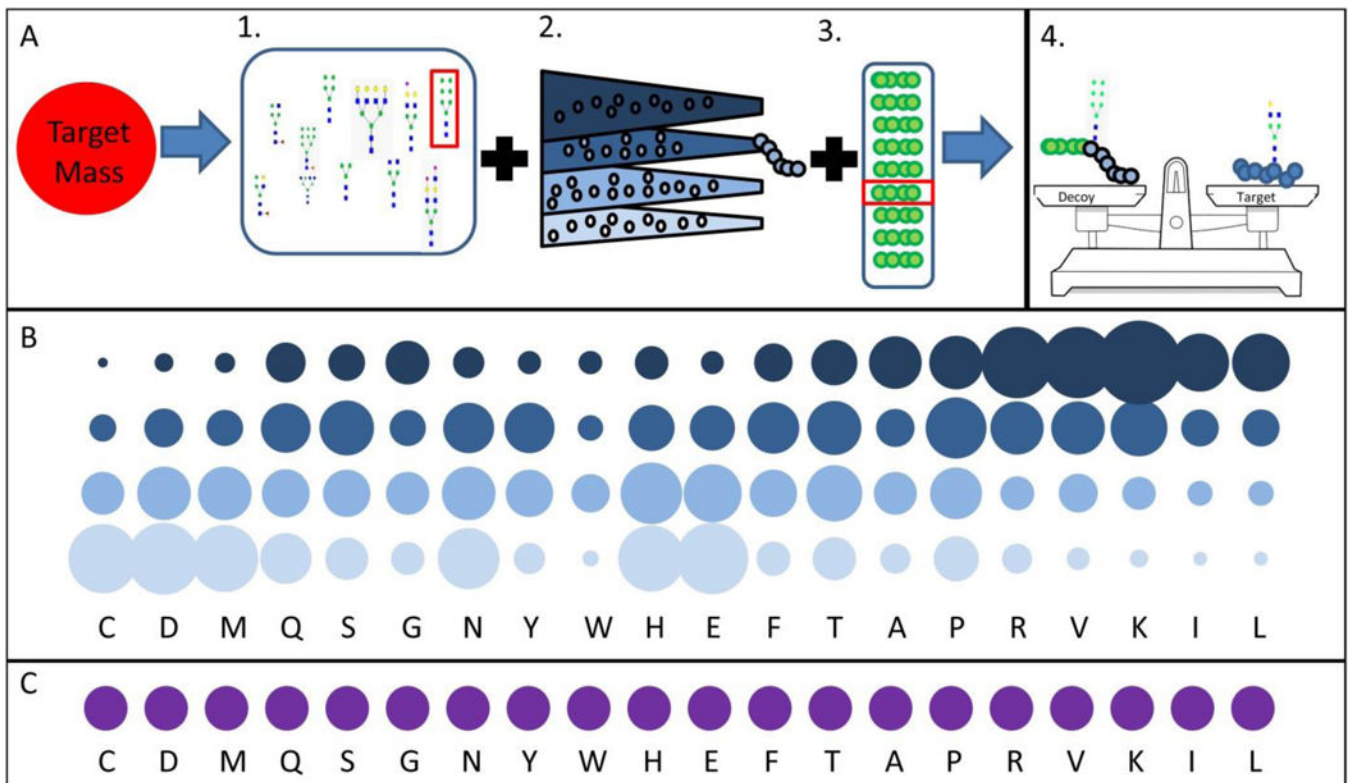 A
1.
2.
3.
4.
Target
Mass
Decoy
Target
B
C D M Q S G N Y W H E F T A P R V K I L
C
C D M Q S G N Y W H E F T A P R V K I L